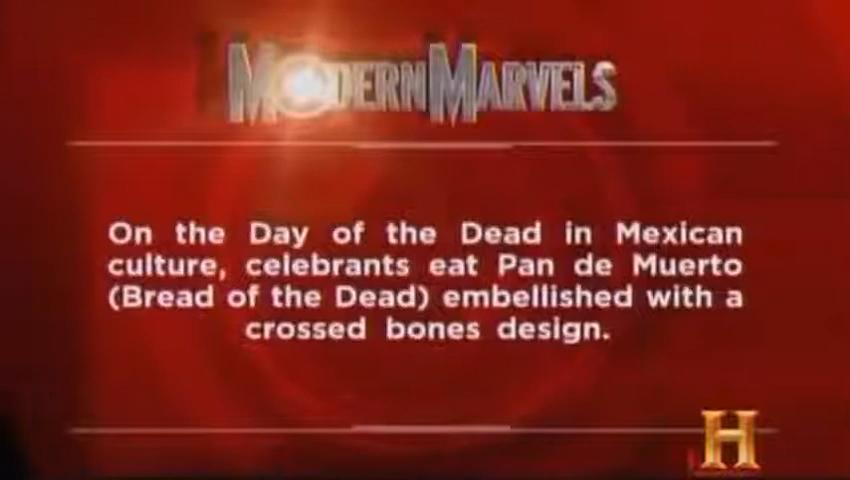 MODERN MARVELS
On the Day of the Dead in Mexican
culture, celebrants eat Pan de Muerto
(Bread of the Dead) embellished with a
crossed bones design.
H